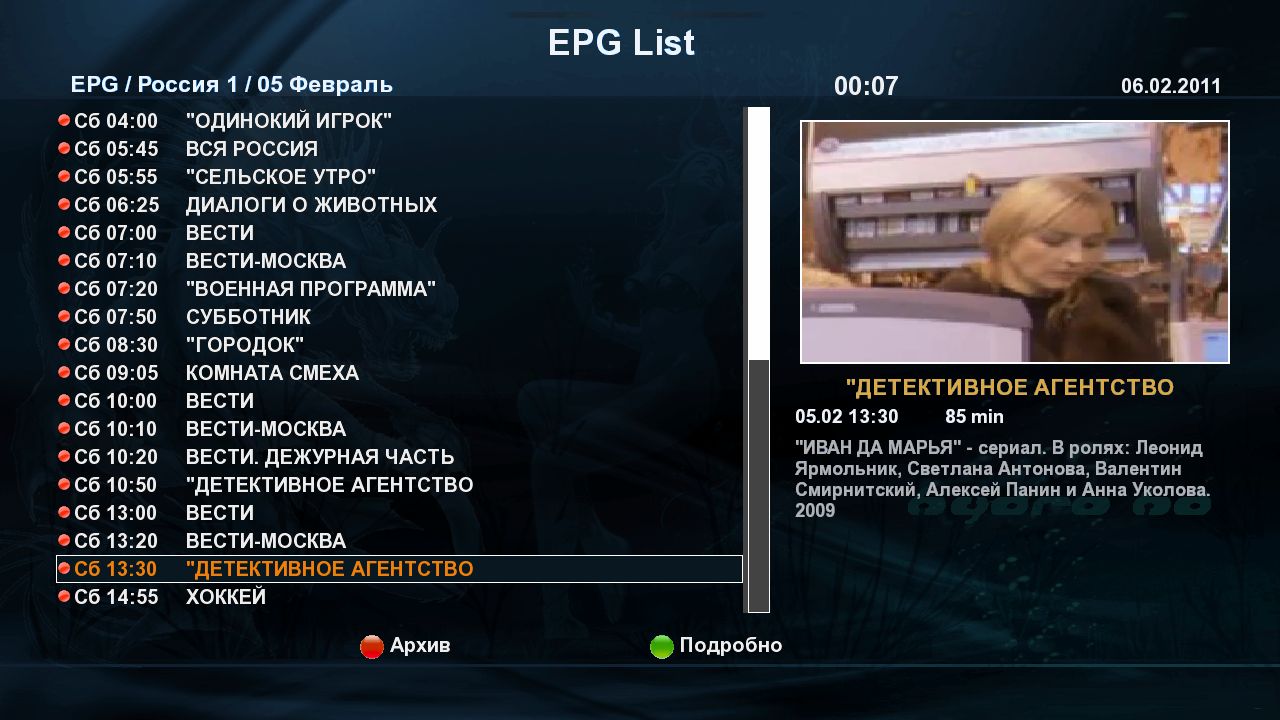 EPG List
EPG / Россия 1 / 05 Февраль
00:07
06.02.2011
Сб 04:00 "ОДИНОКИЙ ИГРОК"
Сб 05:45 ВСЯ РОССИЯ
Сб 05:55 "СЕЛЬСКОЕ УТРО"
Сб 06:25 ДИАЛОГИ О ЖИВОТНЫХ
Сб 07:00 ВЕСТИ
Сб 07:10 ВЕСТИ-МОСКВА
Сб 07:20 "ВОЕННАЯ ПРОГРАММА"
Сб 07:50 СУББОТНИК
Сб 08:30 "ГОРОДОК"
Сб 09:05 КОМНАТА СМЕХА
Сб 10:00 ВЕСТИ
Сб 10:10 ВЕСТИ-МОСКВА
Сб 10:20 ВЕСТИ. ДЕЖУРНАЯ ЧАСТЬ
Сб 10:50 "ДЕТЕКТИВНОЕ АГЕНТСТВО
Сб 13:00 ВЕСТИ
Сб 13:20 ВЕСТИ-МОСКВА
Сб 13:30 "ДЕТЕКТИВНОЕ АГЕНТСТВО
Сб 14:55 ХОККЕЙ
"ДЕТЕКТИВНОЕ АГЕНТСТВО
05.02 13:30 85 min
"ИВАН ДА МАРЬЯ" - сериал. В ролях: Леонид
Ярмольник, Светлана Антонова, Валентин
Смирнитский, Алексей Панин и Анна Уколова.
2009
Архив
Подробно